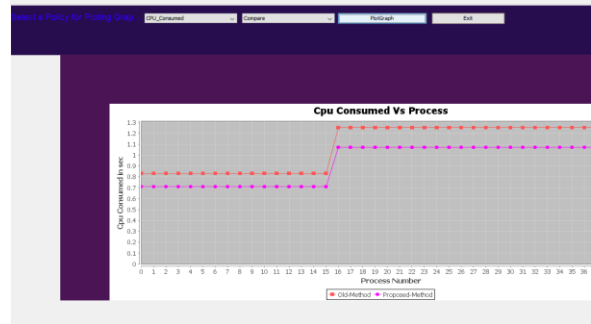 Select a Metric for Ploting Grap CPU_Consumed Compare PlotGraph Exit
Cpu Consumed Vs Process
Cpu Consumed in sec
1.3
1.2
1.1
1
0.9
0.8
0.7
0.6
0.5
0.4
0.3
0.2
0.1
0
0 1 2 3 4 5 6 7 8 9 10 11 12 13 14 15 16 17 18 19 20 21 22 23 24 25 26 27 28 29 30 31 32 33 34 35 36
Process Number
Old-Method Proposed-Method